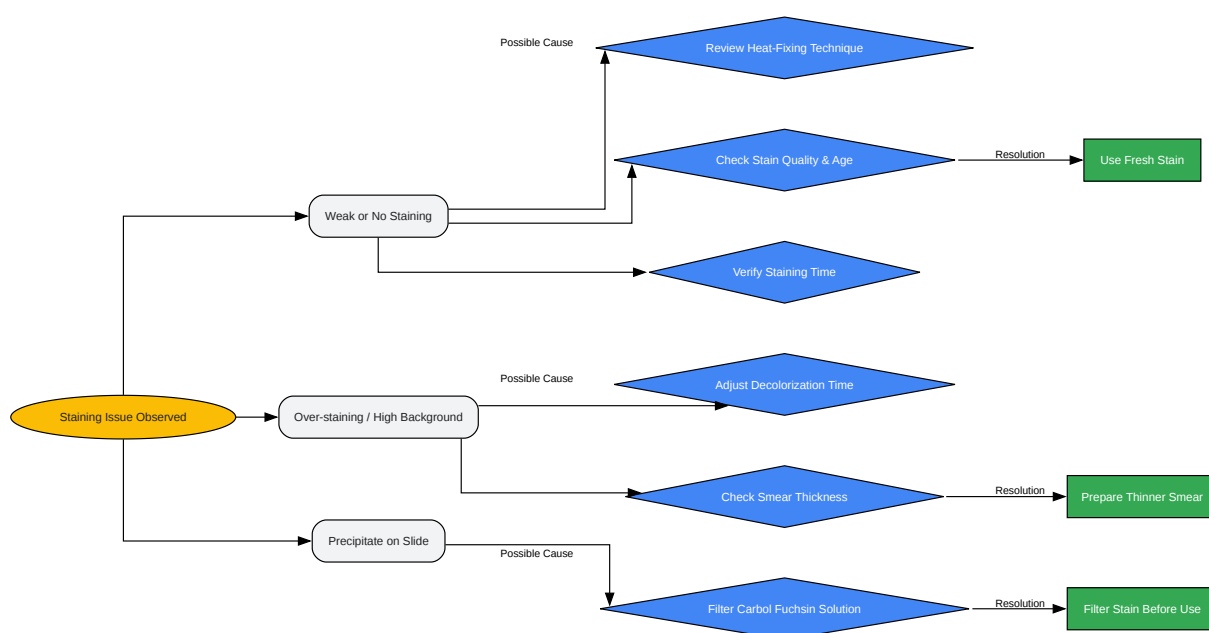 Possible Cause
Review Heat-Fixing Technique
Check Stain Quality & Age
Resolution
Use Fresh Stain
Weak or No Staining
Verify Staining Time
Possible Cause
Adjust Decolorization Time
Staining Issue Observed
Over-staining / High Background
Check Smear Thickness
Resolution
Prepare Thinner Smear
Precipitate on Slide
Possible Cause
Filter Carbol Fuchsin Solution
Resolution
Filter Stain Before Use